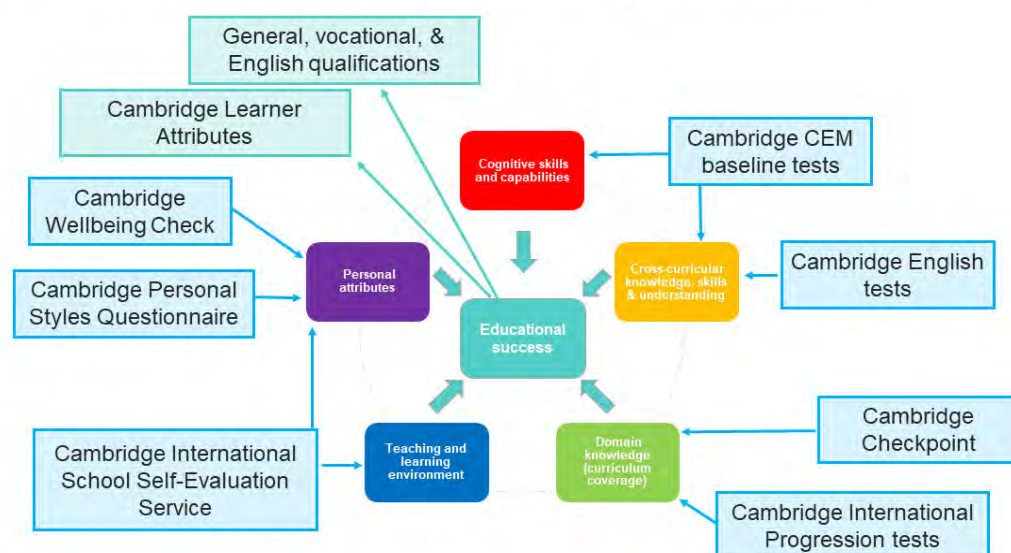 General, vocational, &
English qualifications
Cambridge Learner
Attributes
Cognitive skills
and capabilities
Cambridge CEM
baseline tests
Cambridge
Wellbeing Check
Personal
attributes
Cross-curricular
knowledge, skills
& understanding
Cambridge English
tests
Cambridge Personal
Styles Questionnaire
Educational
success
Cambridge International
School Self-Evaluation
Service
Teaching and
learning
environment
Domain
knowledge
(curriculum
coverage)
Cambridge
Checkpoint
Cambridge International
Progression tests